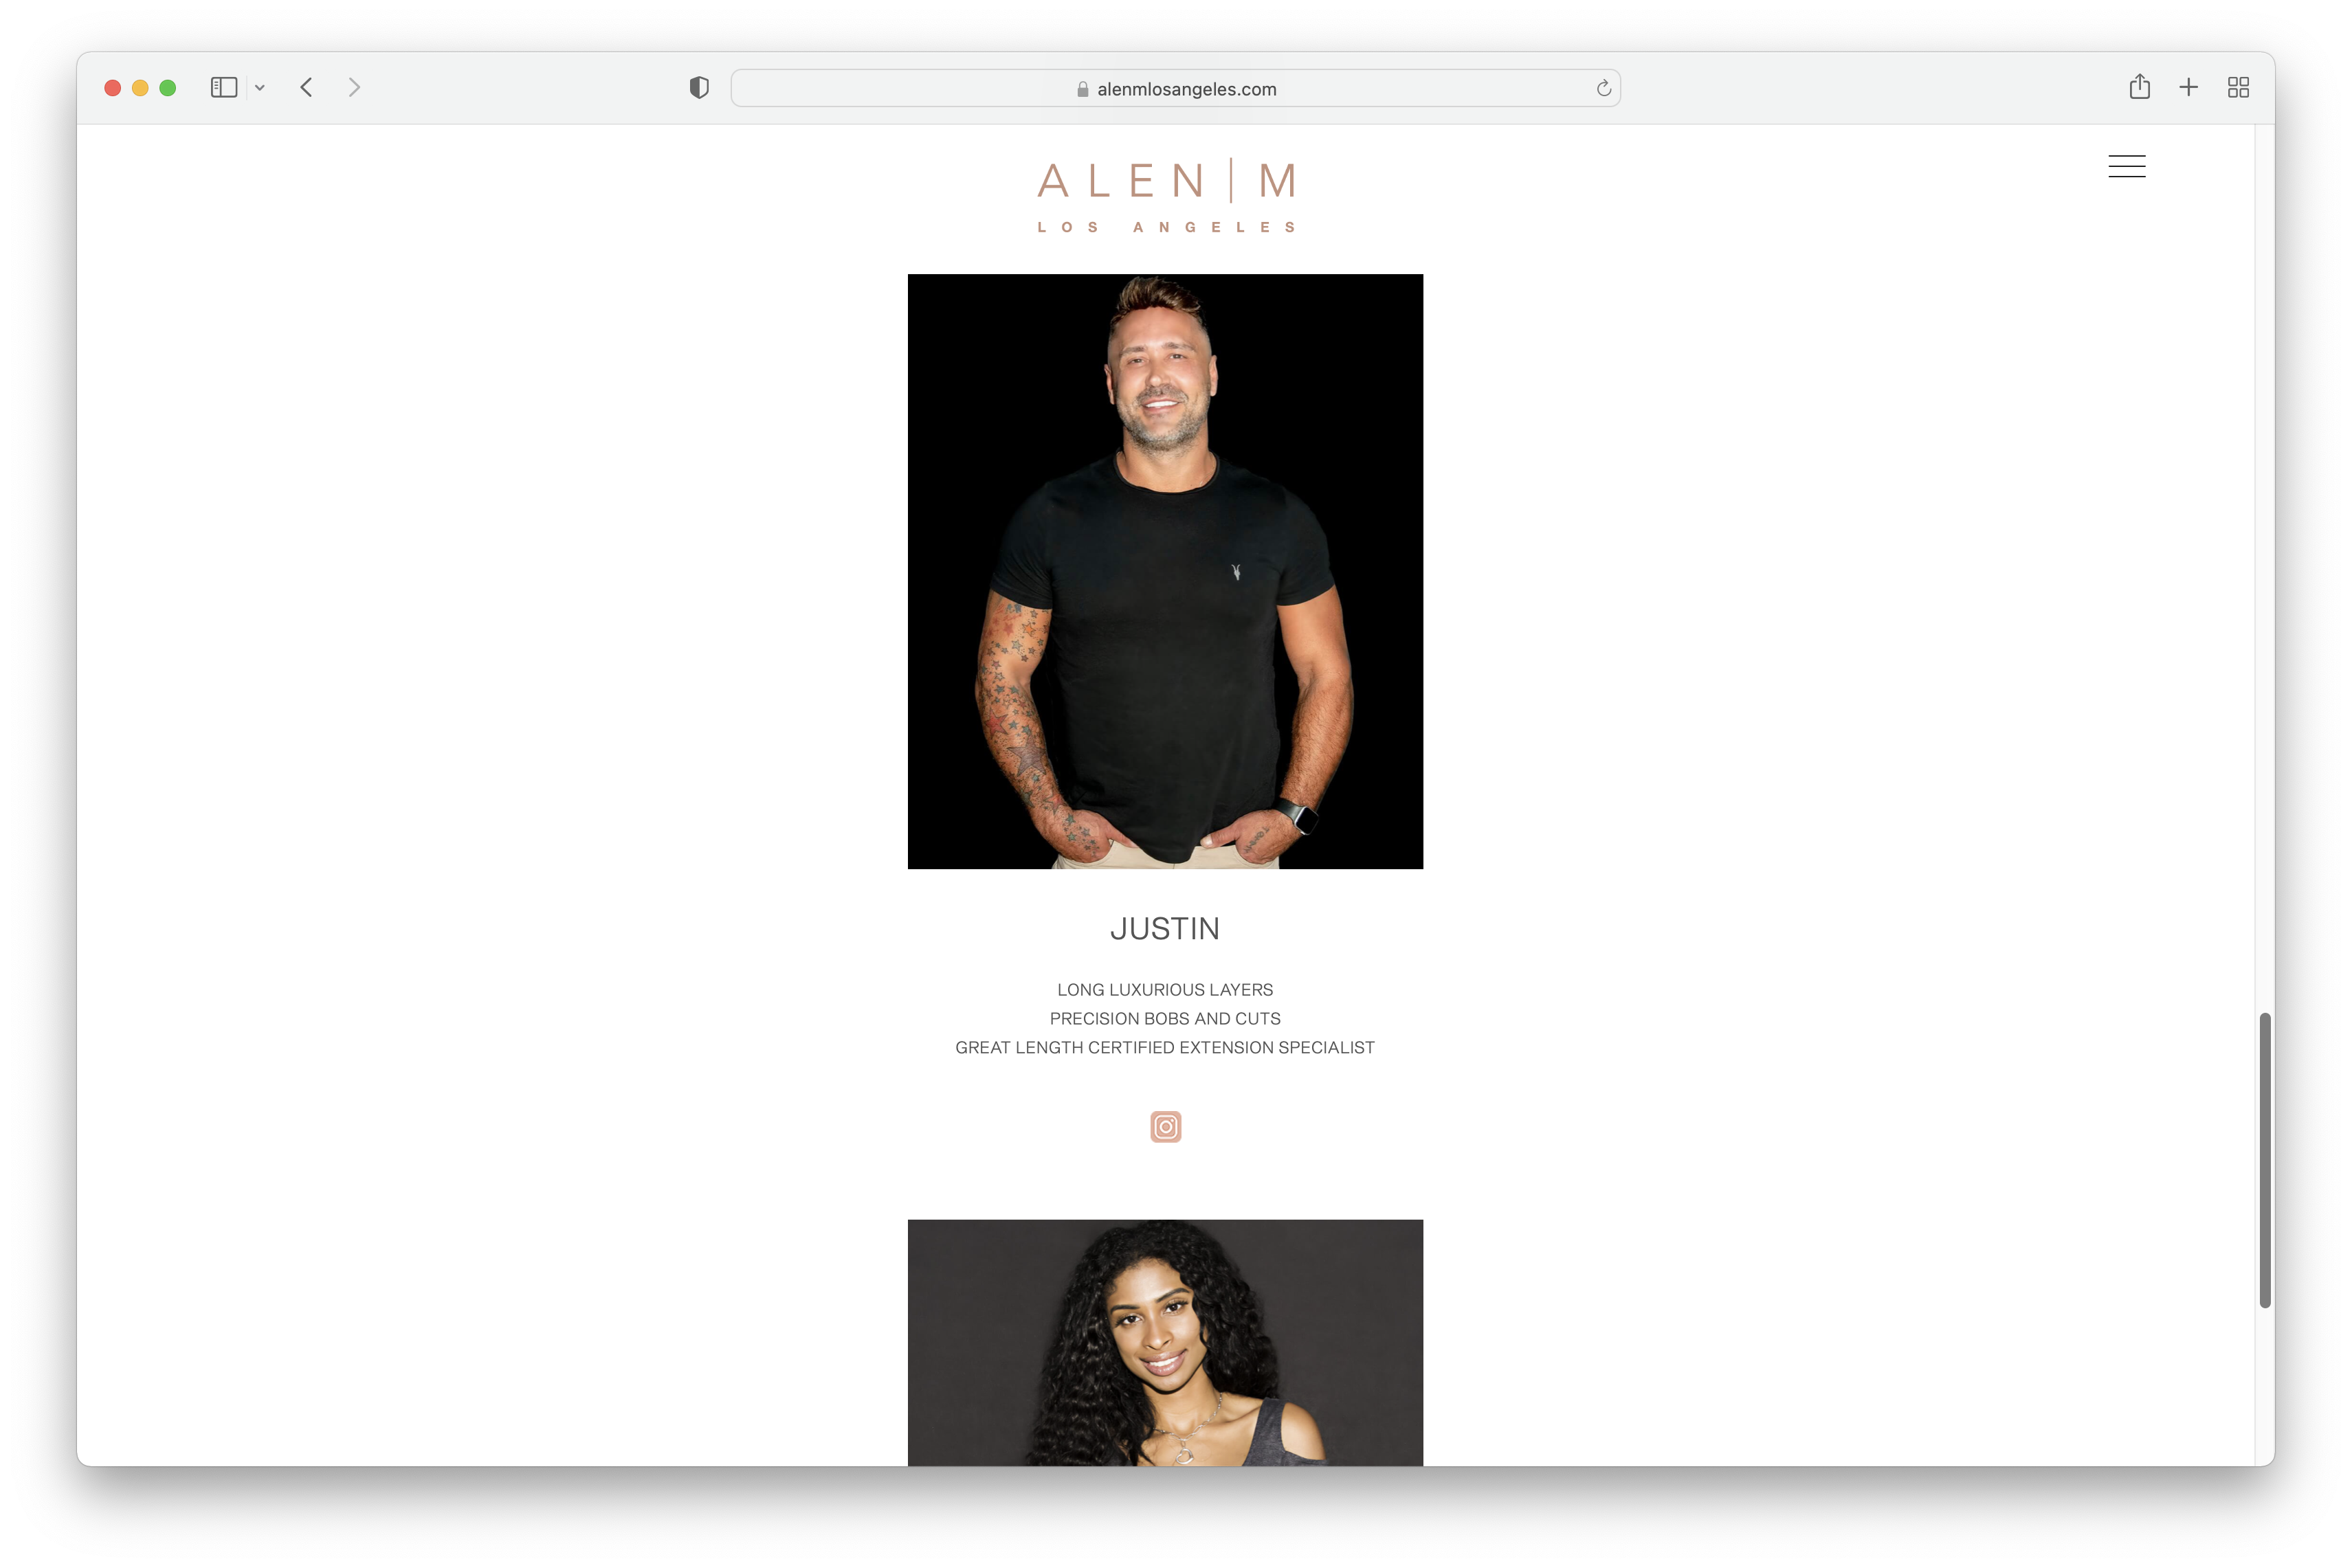 alenmlosangeles.com
ALEN|M
LOS ANGELES
JUSTIN
LONG LUXURIOUS LAYERS
PRECISION BOBS AND CUTS
GREAT LENGTH CERTIFIED EXTENSION SPECIALIST